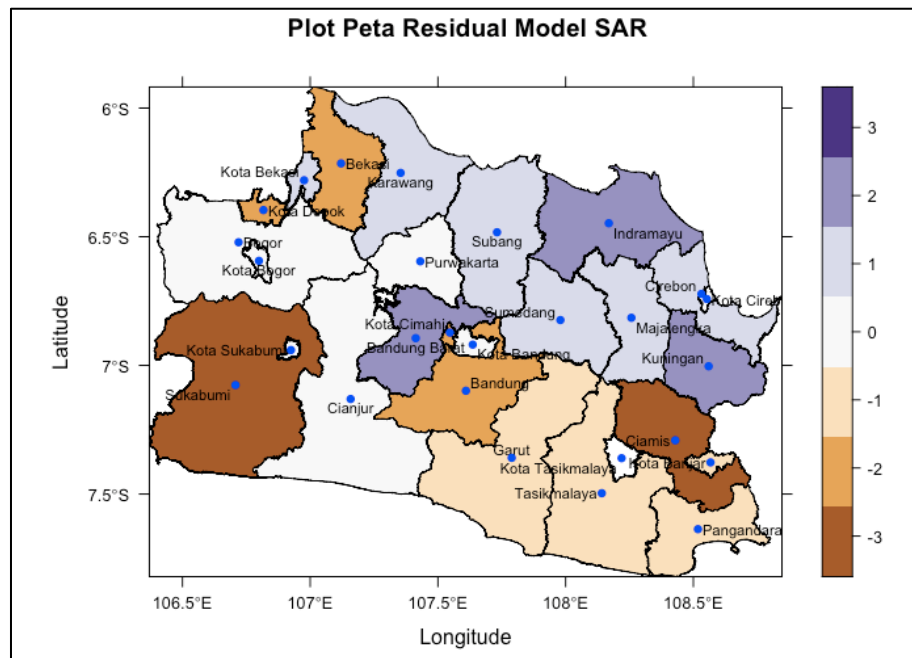 Plot Peta Residual Model SAR
6°S
6.5°S
7°S
7.5°S
Latitude
Kota Bekasi
Bekasi
Karawang
Kota Depok
Bogor
Kota Bogor
Purwakarta
Subang
Indramayu
Cirebon
Kota Cireb
Sumedang
Majalengka
Kuningan
Kota Cimahi
Bandung Barat
Kota Bandung
Bandung
Kota Sukabumi
Sukabumi
Cianjur
Garut
Kota Tasikmalaya
Tasikmalaya
Ciamis
Kota Banjar
Pangandara
106.5°E
107°E
107.5°E
108°E
108.5°E
Longitude
3
2
1
0
-1
-2
-3